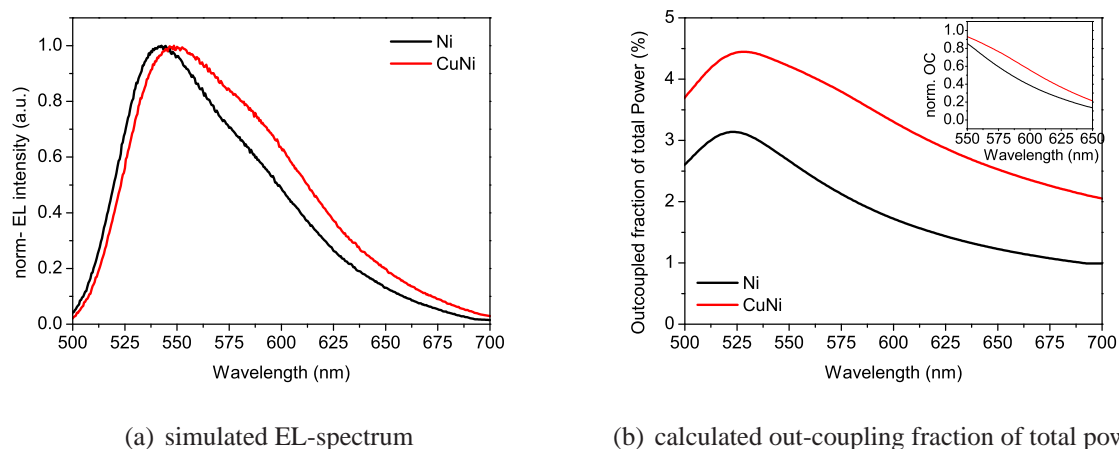 norm- EL intensity (a.u.)
1.0
0.8
0.6
0.4
0.2
0.0
500 525 550 575 600 625 650 675 700
Wavelength (nm)
Ni
CuNi
(a) simulated EL-spectrum
Outcoupled fraction of total Power (%)
5
4
3
2
1
0
500 525 550 575 600 625 650 675 700
Wavelength (nm)
Ni
CuNi
norm. OC
1.0
0.8
0.6
0.4
0.2
0.0
550 575 600 625 650
Wavelength (nm)
(b) calculated out-coupling fraction of total pow